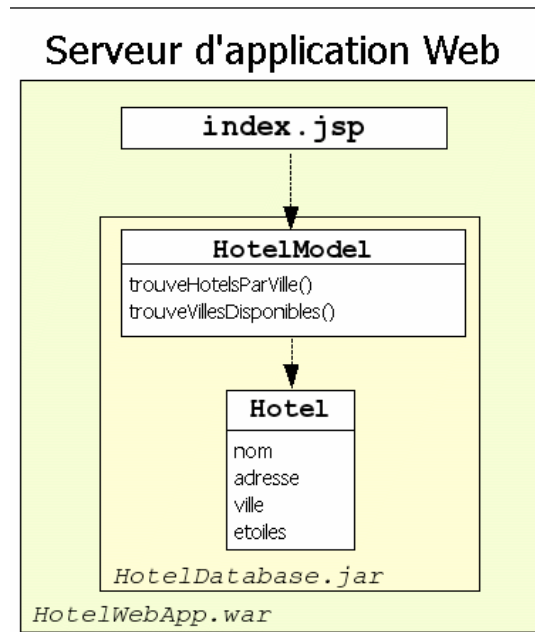 Serveur d'application Web
index.jsp
HotelModel
trouveHotelsParVille()
trouveVillesDisponibles()
Hotel
nom
adresse
ville
etoiles
HotelDatabase.jar
HotelWebApp.war